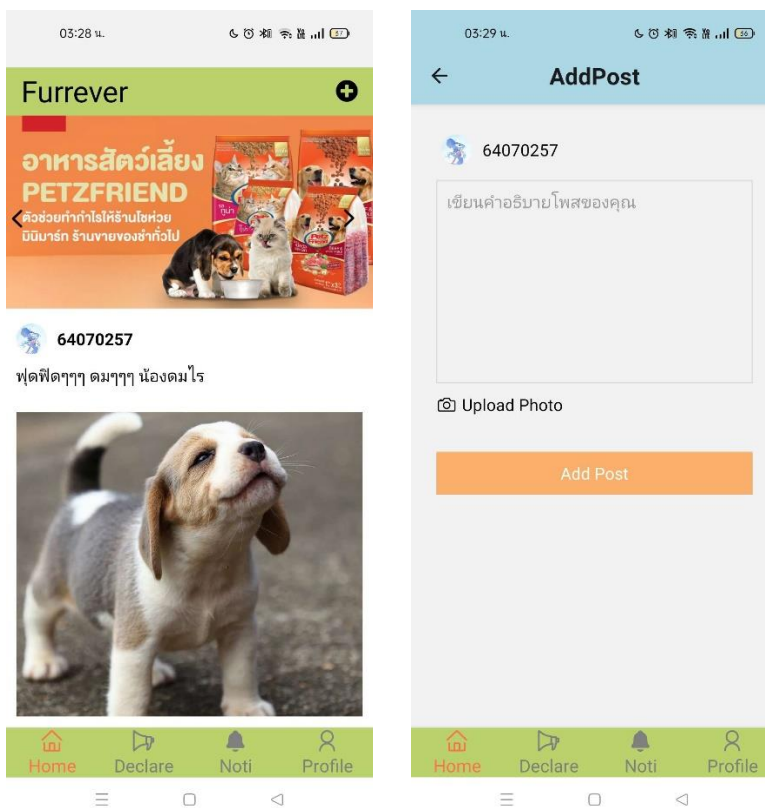 03:28 น.
57
Furrever
อาหารสัตว์เลี้ยง
PETZFRIEND
ตัวช่วยทำกำไรให้ร้านโชห่วย
มินิมาร์ท ร้านขายของชำทั่วไป
64070257
ฟุดฟิดๆๆๆ ดมๆๆๆ น้องดมไร
Home Declare Noti Profile
03:29 น.
56
AddPost
64070257
เขียนคำอธิบายโพสของคุณ
Upload Photo
Add Post
Home Declare Noti Profile